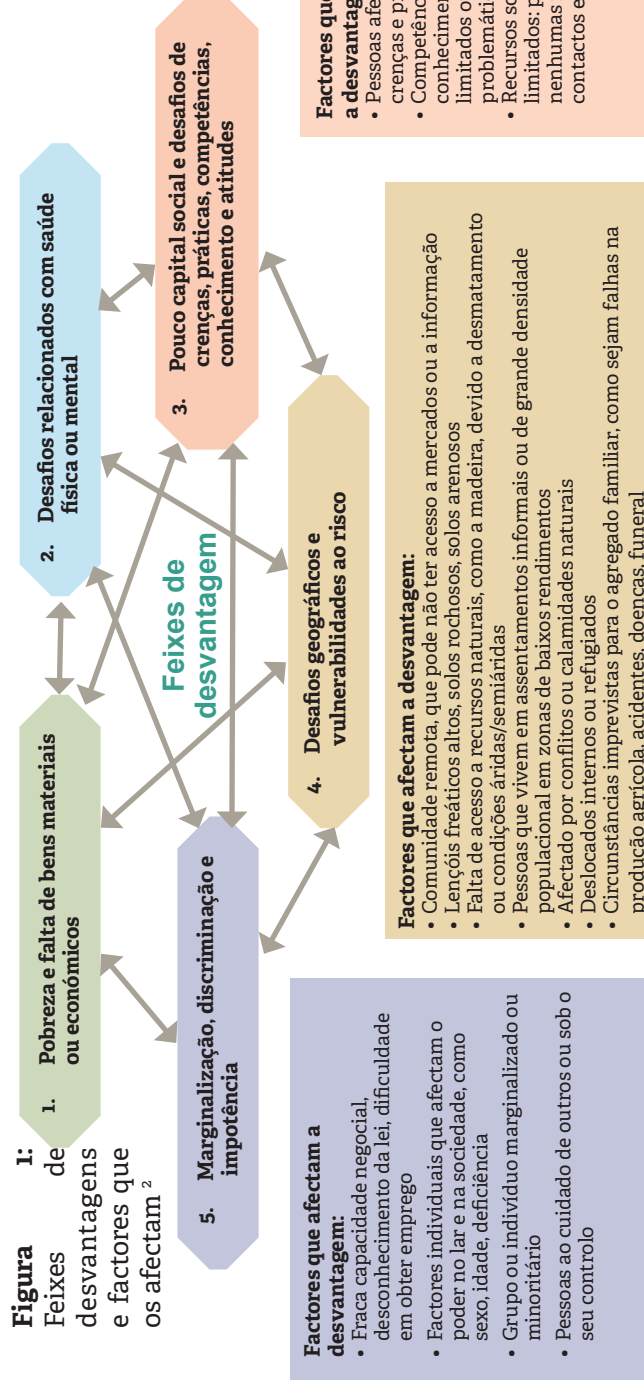 Figura 1:
Feixes de
desvantagens
e factores que
os afectam ²
1. Pobreza e falta de bens materiais
ou económicos
2. Desafios relacionados com saúde
física ou mental
3. Pouco capital social e desafios de
crenças, práticas, competências,
conhecimento e atitudes
Feixes de
desvantagem
4. Desafios geográficos e
vulnerabilidades ao risco
5. Marginalização, discriminação e
impotência
Factores que afectam a
desvantagem:
• Fraca capacidade negocial,
desconhecimento da lei, dificuldade
em obter emprego
• Factores individuais que afectam o
poder no lar e na sociedade, como
sexo, idade, deficiência
• Grupo ou indivíduo marginalizado ou
minoritário
• Pessoas ao cuidado de outros ou sob o
seu controlo
Factores que afectam a desvantagem:
• Comunidade remota, que pode não ter acesso a mercados ou a informação
• Lençóis freáticos altos, solos rochosos, solos arenosos
• Falta de acesso a recursos naturais, como a madeira, devido a desmatamento
ou condições áridas/semiáridas
• Pessoas que vivem em assentamentos informais ou de grande densidade
populacional em zonas de baixos rendimentos
• Afectado por conflitos ou calamidades naturais
• Deslocados internos ou refugiados
• Circunstâncias imprevistas para o agregado familiar, como sejam falhas na
produção agrícola, acidentes, doenças, funeral
Factores que
a desvantag
• Pessoas afe
crenças e p
• Competênc
conhecimen
limitados o
problemátic
• Recursos so
limitados: p
nenhumas
contactos e